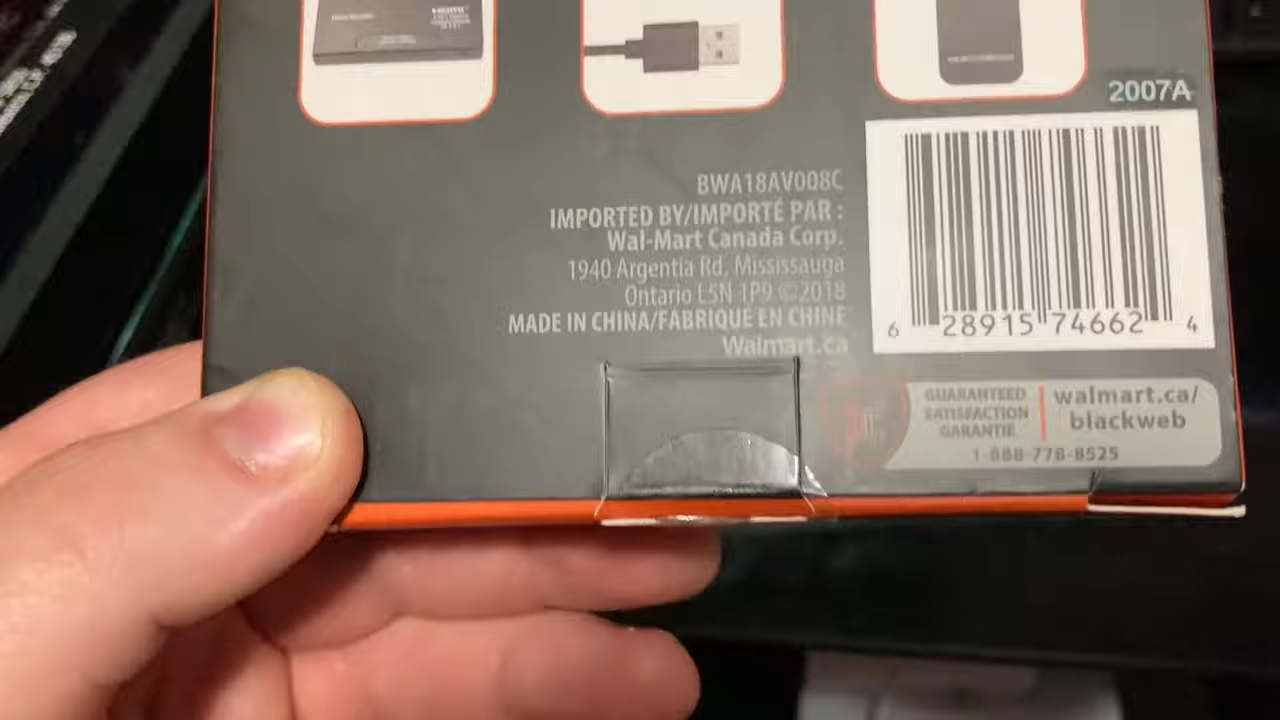 HDMI
2007A
BWA18AV008C
IMPORTED BY/IMPORTÉ PAR :
Wal-Mart Canada Corp.
1940 Argentia Rd, Mississauga
Ontario L5N 1P9 ©2018
MADE IN CHINA/FABRIQUÉ EN CHINE
Walmart.ca
6 28915 74662 4
GUARANTEED
SATISFACTION
GARANTIE
walmart.ca/
blackweb
1-888-778-8525